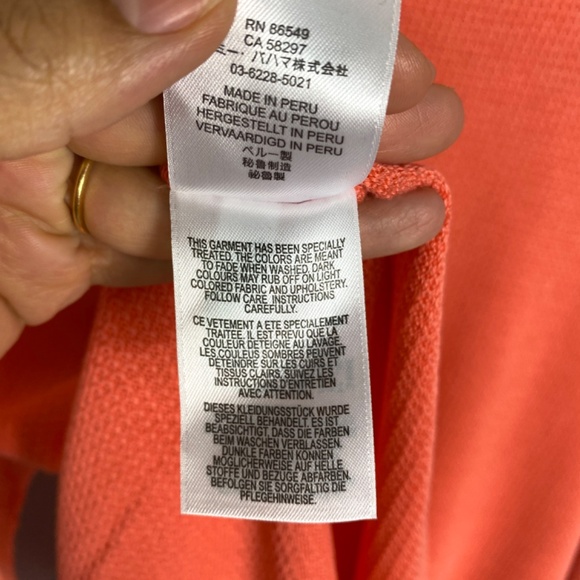 RN 86549
CA 58297
ミー・バハマ株式会社
03-6228-5021
MADE IN PERU
FABRIQUE AU PEROU
HERGESTELLT IN PERU
VERVAARDIGD IN PERU
ペルー製
秘鲁制造
秘魯製
THIS GARMENT HAS BEEN SPECIALLY
TREATED. THE COLORS ARE MEANT
TO FADE WHEN WASHED. DARK
COLOURS MAY RUB OFF ON LIGHT
COLORED FABRIC AND UPHOLSTERY.
FOLLOW CARE, INSTRUCTIONS
CAREFULLY.
CE VETEMENT A ETE SPECIALEMENT
TRAITEE. IL EST PREVU QUE LA
COULEUR DETEIGNE AU LAVAGE.
LES COULEUR SOMBRES PEUVENT
DETEINDRE SUR LES CUIRS ET
TISSUS CLAIRS, SUIVEZ LES
INSTRUCTIONS D'ENTRETIEN
AVEC ATTENTION.
DIESES KLEIDUNGSSTÜCK WURDE
SPEZIELL BEHANDELT. ES IST
BEABSICHTIGT, DASS DIE FARBEN
BEIM WASCHEN VERBLASSEN.
DUNKLE FARBEN KÖNNEN
MÖGLICHERWEISE AUF HELLE
STOFFE UND BEZÜGE ABFARBEN.
BEFOLGEN SIE SORGFALTIG DIE
PFLEGEHINWEISE.